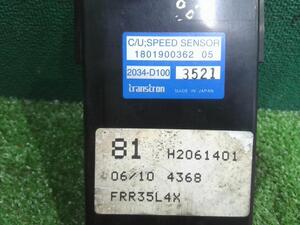 C/U;SPEED SENSOR
1801900362 05
2034-D100 3521
transtron MADE IN JAPAN
81 H2061401
06/10 4368
FRR35L4X